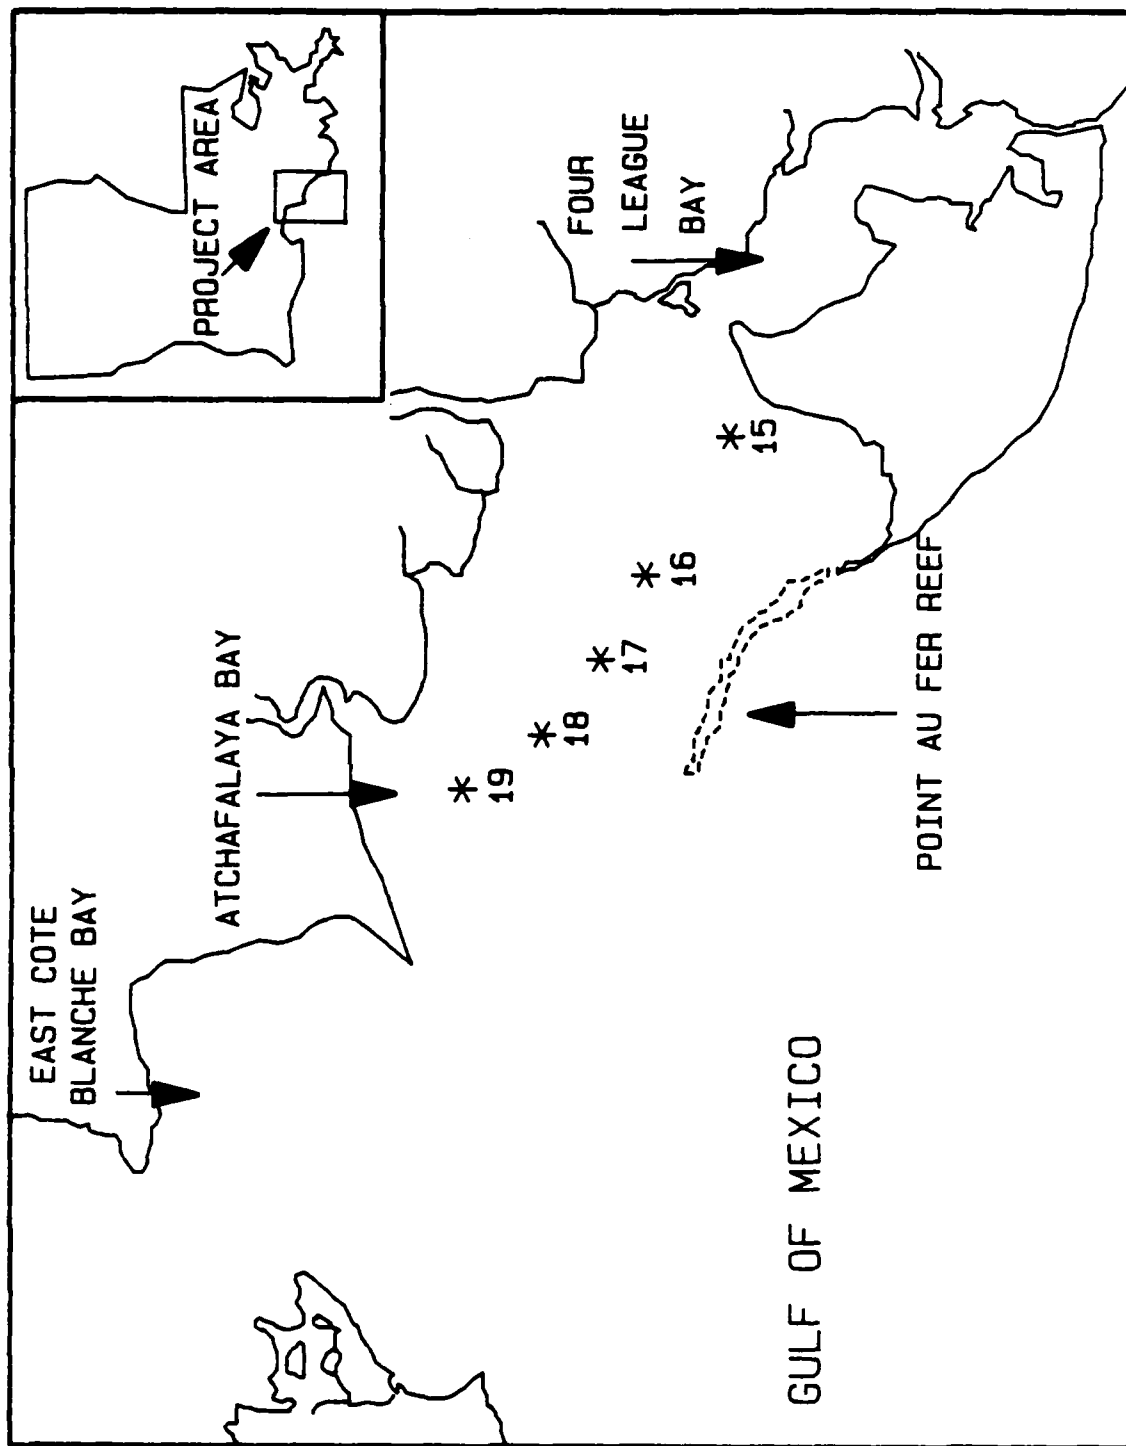 EAST COTE
BLANCHE BAY
ATCHAFALAYA BAY
PROJECT AREA
FOUR
LEAGUE
BAY
19
18
17
16
15
POINT AU FER REEF
GULF OF MEXICO